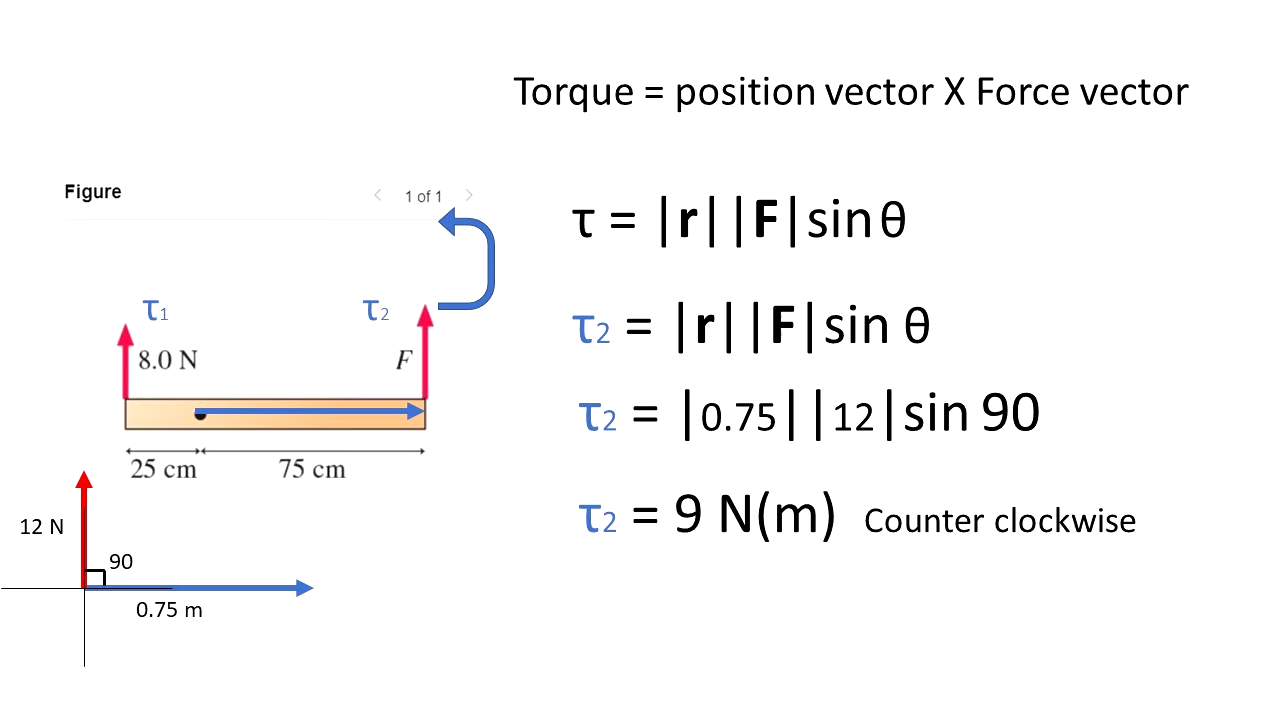 Torque = position vector X Force vector
Figure
1 of 1
τ = |r||F|sin θ
τ1
τ2
8.0 N
F
τ2 = |r||F|sin θ
τ2 = |0.75||12|sin 90
25 cm
75 cm
τ2 = 9 N(m) Counter clockwise
12 N
90
0.75 m